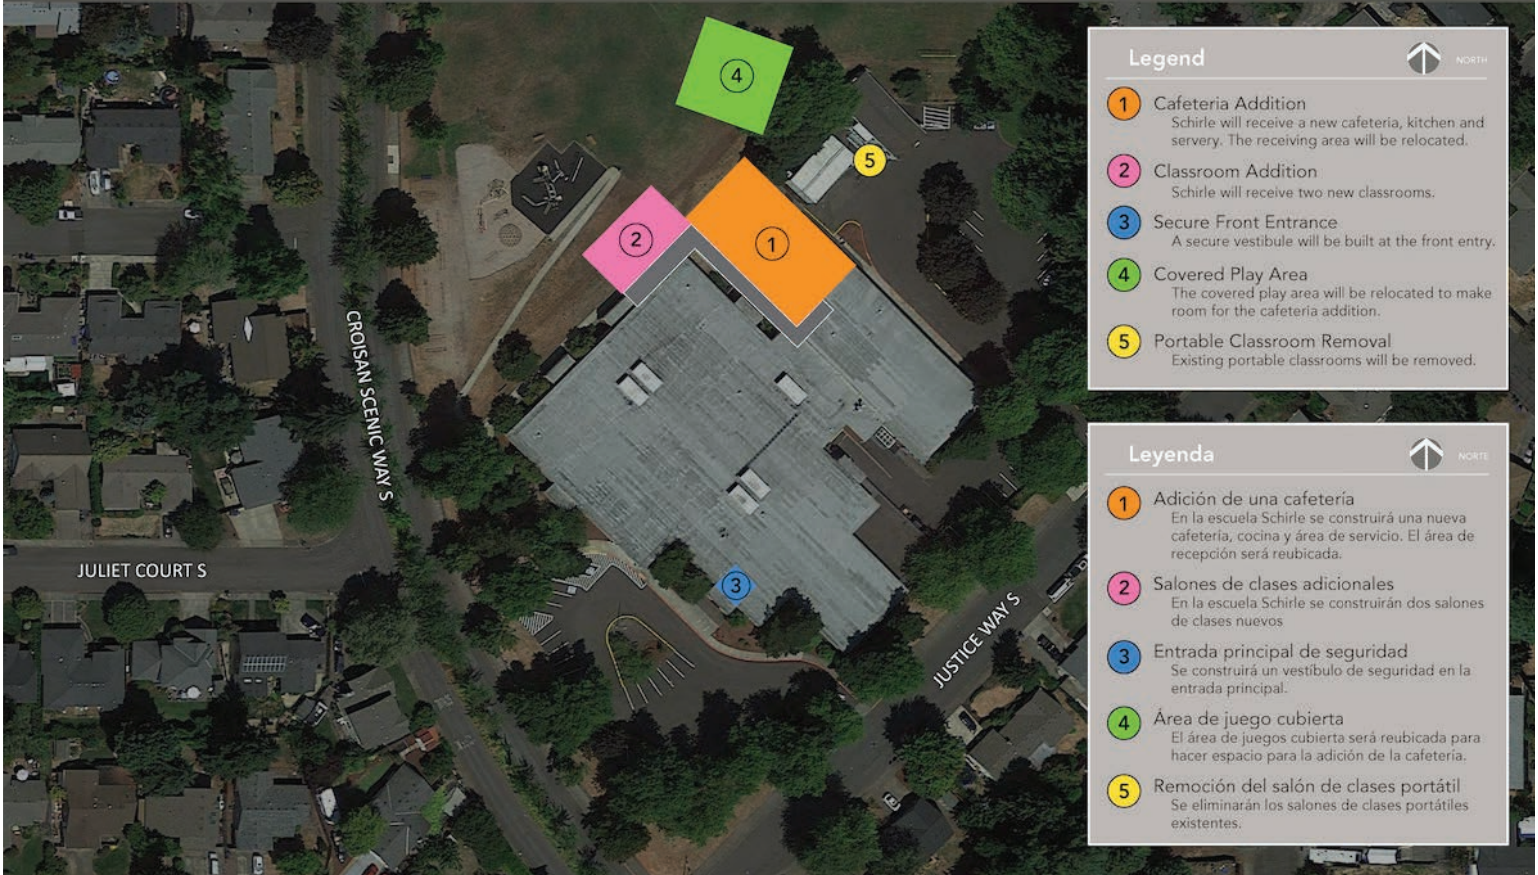 4
5
2
1
3
CROISAN SCENIC WAY S
JULIET COURT S
JUSTICE WAY S
Legend
NORTH
1 Cafeteria Addition
Schirle will receive a new cafeteria, kitchen and
servery. The receiving area will be relocated.
2 Classroom Addition
Schirle will receive two new classrooms.
3 Secure Front Entrance
A secure vestibule will be built at the front entry.
4 Covered Play Area
The covered play area will be relocated to make
room for the cafeteria addition.
5 Portable Classroom Removal
Existing portable classrooms will be removed.
Leyenda
NORTE
1 Adición de una cafetería
En la escuela Schirle se construirá una nueva
cafetería, cocina y área de servicio. El área de
recepción será reubicada.
2 Salones de clases adicionales
En la escuela Schirle se construirán dos salones
de clases nuevos
3 Entrada principal de seguridad
Se construirá un vestíbulo de seguridad en la
entrada principal.
4 Área de juego cubierta
El área de juegos cubierta será reubicada para
hacer espacio para la adición de la cafetería.
5 Remoción del salón de clases portátil
Se eliminarán los salones de clases portátiles
existentes.